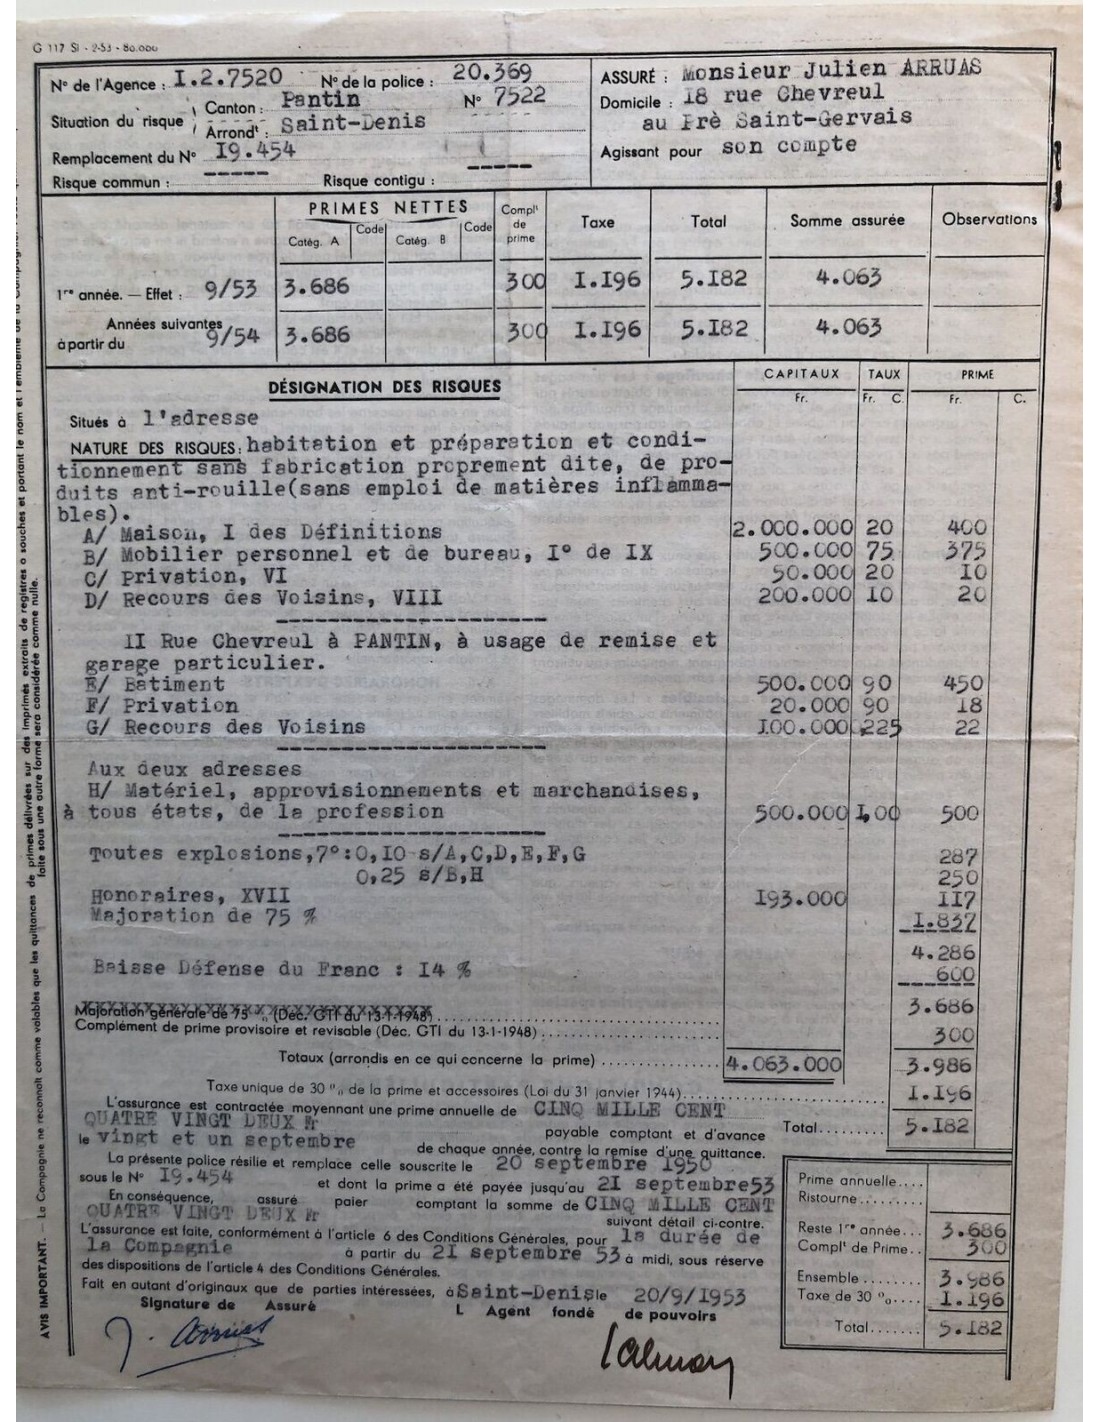 G 117 SI - 2-53 - 80.000
N° de l'Agence : I.2.7520 N° de la police : 20.369
Situation du risque Canton : Pantin N° 7522
Arrondt : Saint-Denis
Remplacement du N° I9.454
Risque commun : ----- Risque contigu : -----
ASSURÉ : Monsieur Julien ARRUAS
Domicile : I8 rue Chevreul
au Prè Saint-Gervais
Agissant pour son compte
PRIMES NETTES Complt de prime Taxe Total Somme assurée Observations
Catég. A Code Catég. B Code
1re année. — Effet : 9/53 3.686 300 I.I96 5.I82 4.063
Années suivantes à partir du 9/54 3.686 300 I.I96 5.I82 4.063
DÉSIGNATION DES RISQUES CAPITAUX TAUX PRIME
Fr. Fr. C. Fr. C.
Situés à l'adresse
NATURE DES RISQUES: habitation et préparation et condi-
tionnement sans fabrication proprement dite, de pro-
duits anti-rouille(sans emploi de matières inflamma-
bles).
A/ Maison, I des Définitions 2.000.000 20 400
B/ Mobilier personnel et de bureau, I° de IX 500.000 75 375
C/ Privation, VI 50.000 20 I0
D/ Recours des Voisins, VIII 200.000 I0 20
II Rue Chevreul à PANTIN, à usage de remise et
garage particulier.
E/ Batiment 500.000 90 450
F/ Privation 20.000 90 I8
G/ Recours des Voisins I00.000 225 22
Aux deux adresses
H/ Matériel, approvisionnements et marchandises,
à tous états, de la profession 500.000 I,00 500
Toutes explosions,7°:0,I0 s/A,C,D,E,F,G 287
0,25 s/B,H 250
Honoraires, XVII I93.000 II7
Majoration de 75 % I.837
4.286
Baisse Défense du Franc : I4 % 600
Majoration générale de 75 % (Déc. GTI du 13-1-1948) 3.686
Complément de prime provisoire et revisable (Déc. GTI du 13-1-1948) 300
Totaux (arrondis en ce qui concerne la prime) 4.063.000 3.986
Taxe unique de 30 % de la prime et accessoires (Loi du 31 janvier 1944) I.I96
L'assurance est contractée moyennant une prime annuelle de CINQ MILLE CENT
QUATRE VINGT DEUX Fr payable comptant et d'avance Total 5.I82
le vingt et un septembre de chaque année, contre la remise d'une quittance.
La présente police résilie et remplace celle souscrite le 20 septembre I950
sous le N° I9.454 et dont la prime a été payée jusqu'au 2I septembre53
En conséquence, assuré paier comptant la somme de CINQ MILLE CENT
QUATRE VINGT DEUX Fr suivant détail ci-contre.
L'assurance est faite, conformément à l'article 6 des Conditions Générales, pour la durée de
la Compagnie à partir du 2I septembre 53 à midi, sous réserve
des dispositions de l'article 4 des Conditions Générales.
Fait en autant d'originaux que de parties intéressées, à Saint-Denis le 20/9/I953
Signature de Assuré L Agent fondé de pouvoirs
J. Arruas
Prime annuelle....
Ristourne.....
Reste 1re année... 3.686
Complt de Prime.. 300
Ensemble 3.986
Taxe de 30 %.... I.I96
Total....... 5.I82
AVIS IMPORTANT. — La Compagnie ne reconnaît comme valables que les quittances de primes délivrées sur des imprimés extraits de registres à souches et portant le nom et l'emblème de la Compagnie.
faite sous une autre forme sera considérée comme nulle.